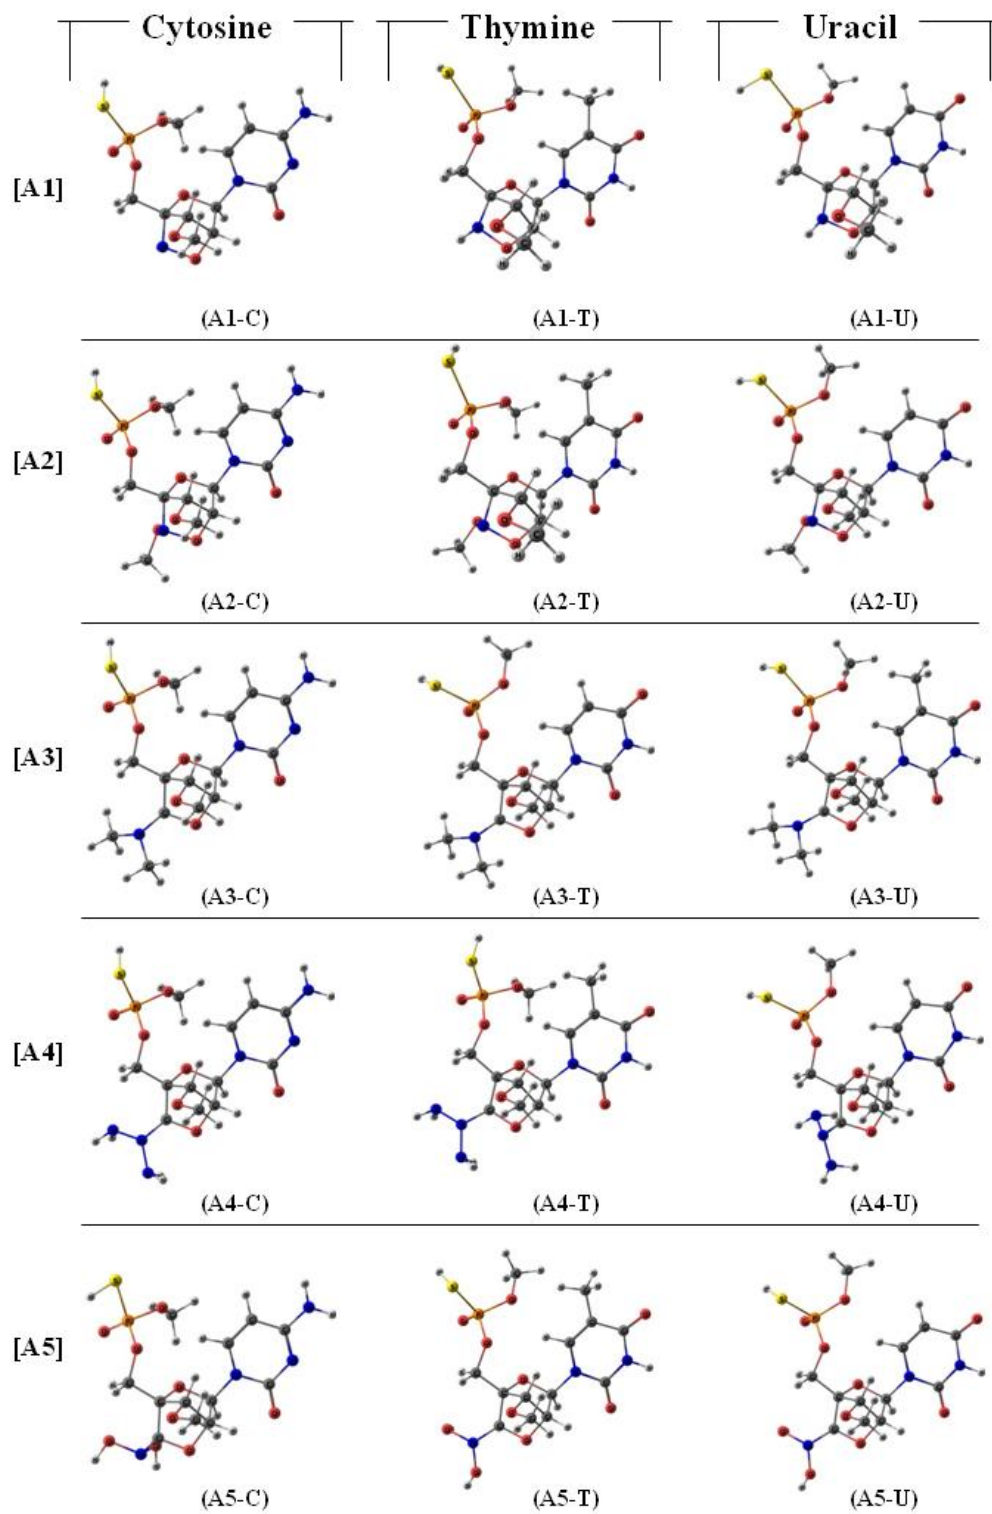 Cytosine Thymine Uracil
[A1]
(A1-C) (A1-T) (A1-U)
[A2]
(A2-C) (A2-T) (A2-U)
[A3]
(A3-C) (A3-T) (A3-U)
[A4]
(A4-C) (A4-T) (A4-U)
[A5]
(A5-C) (A5-T) (A5-U)